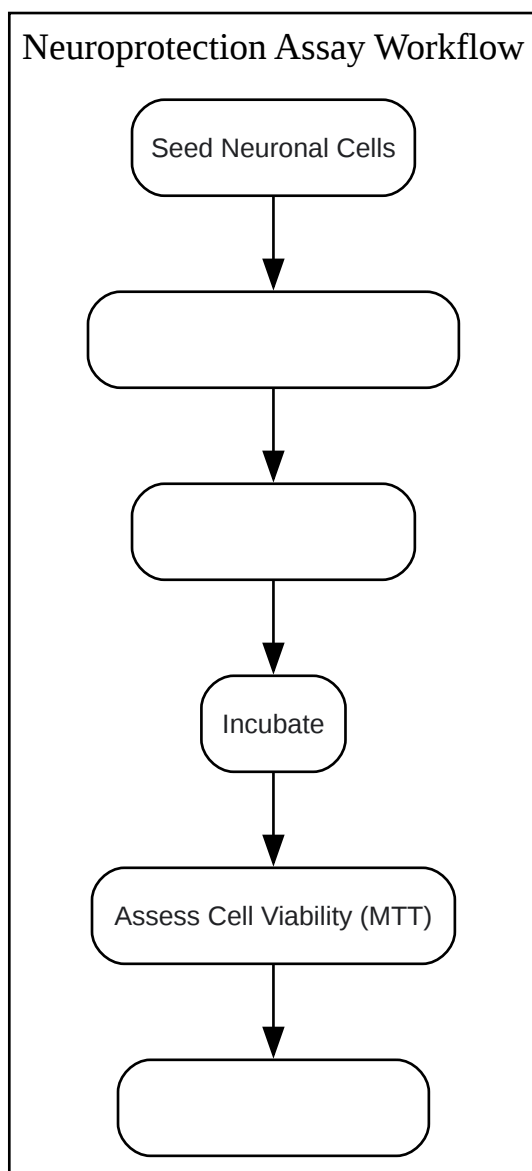 Neuroprotection Assay Workflow
Seed Neuronal Cells
Incubate
Assess Cell Viability (MTT)